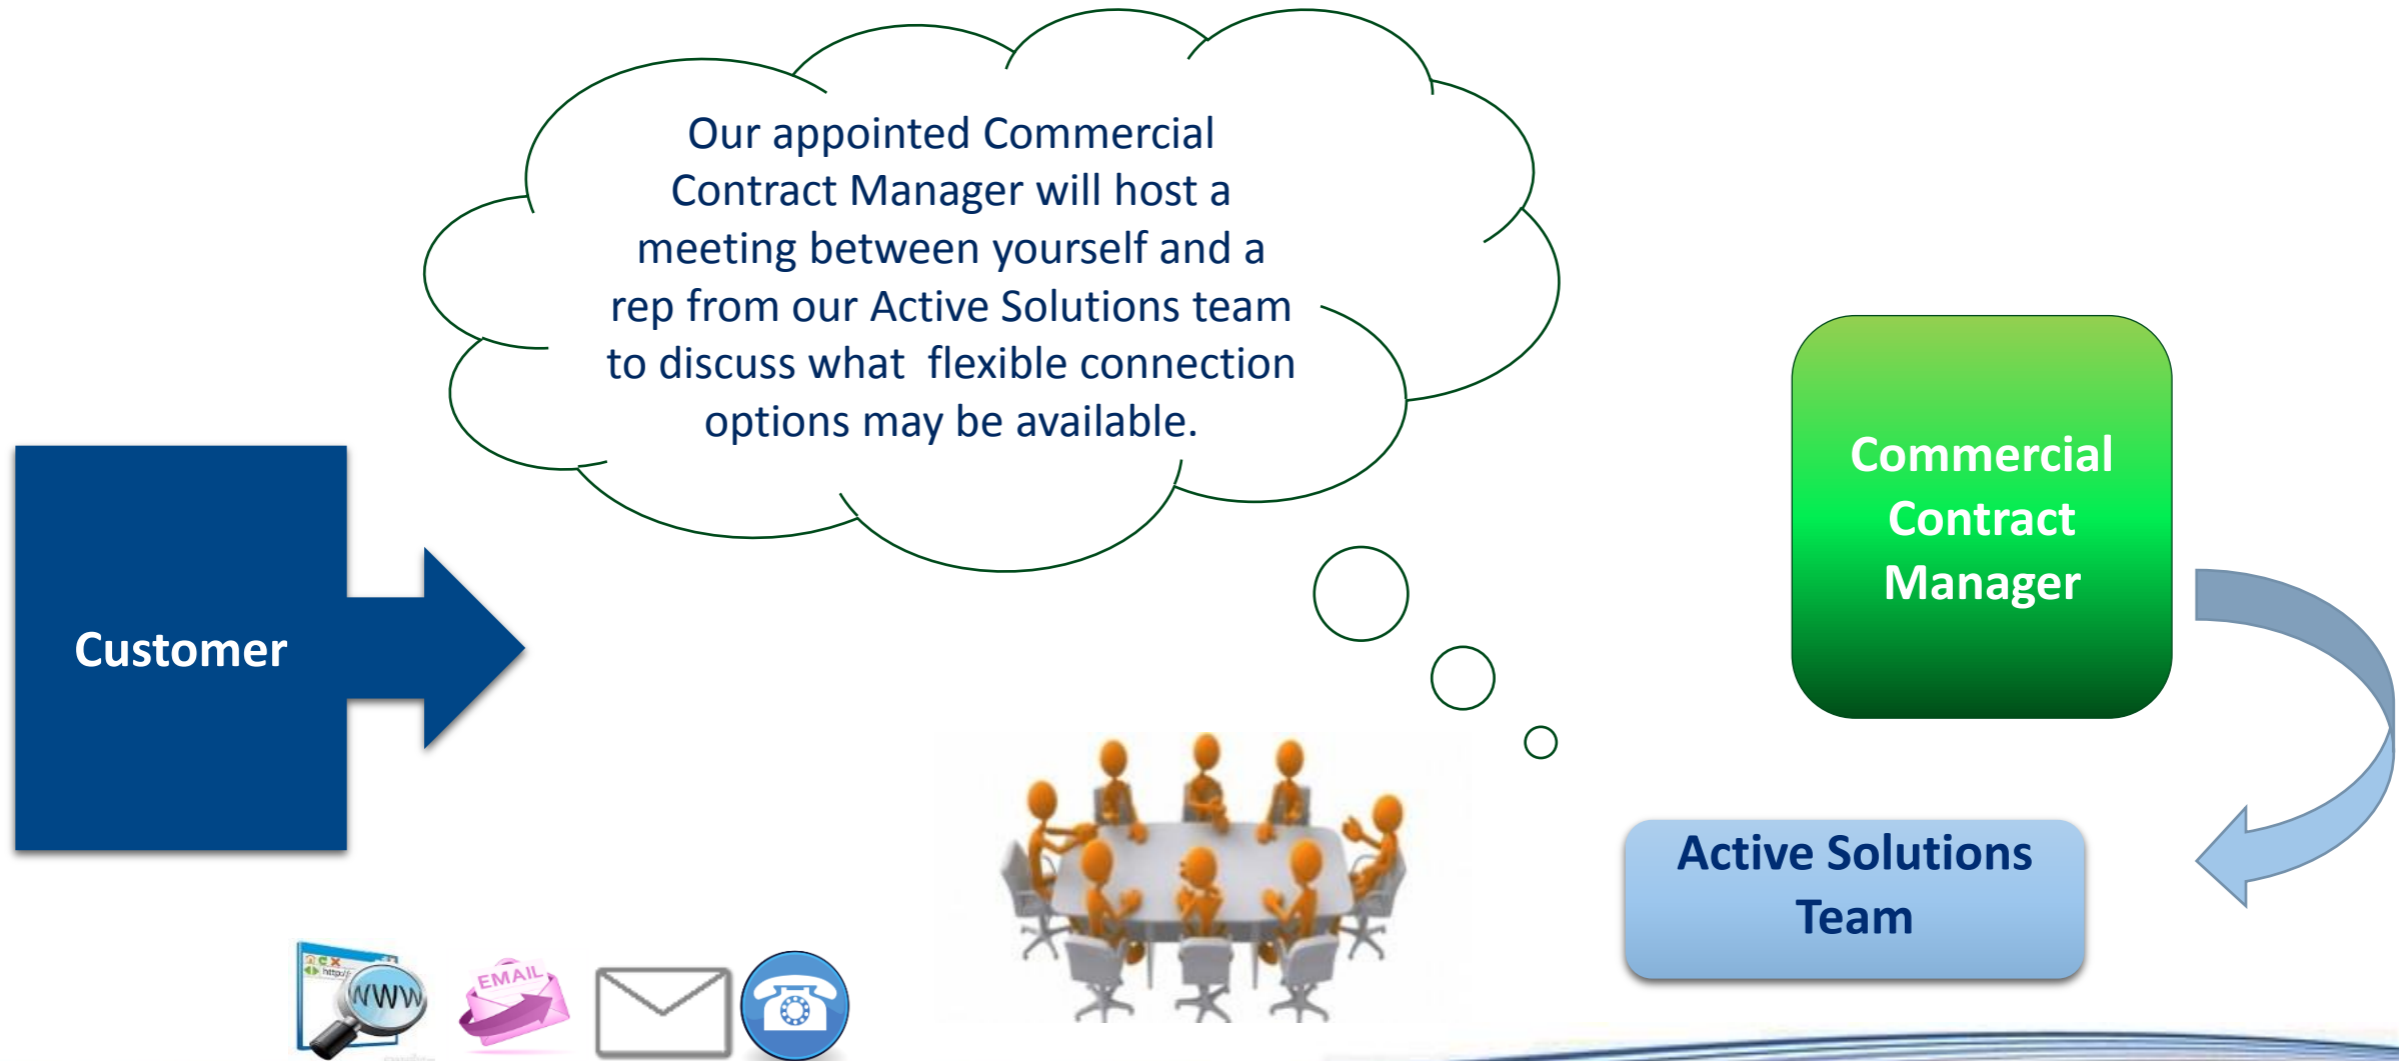 Our appointed Commercial
Contract Manager will host a
meeting between yourself and a
rep from our Active Solutions team
to discuss what  flexible connection
options may be available.
Customer
Commercial
Contract
Manager
Active Solutions
Team
http:/
WWW
EMAIL